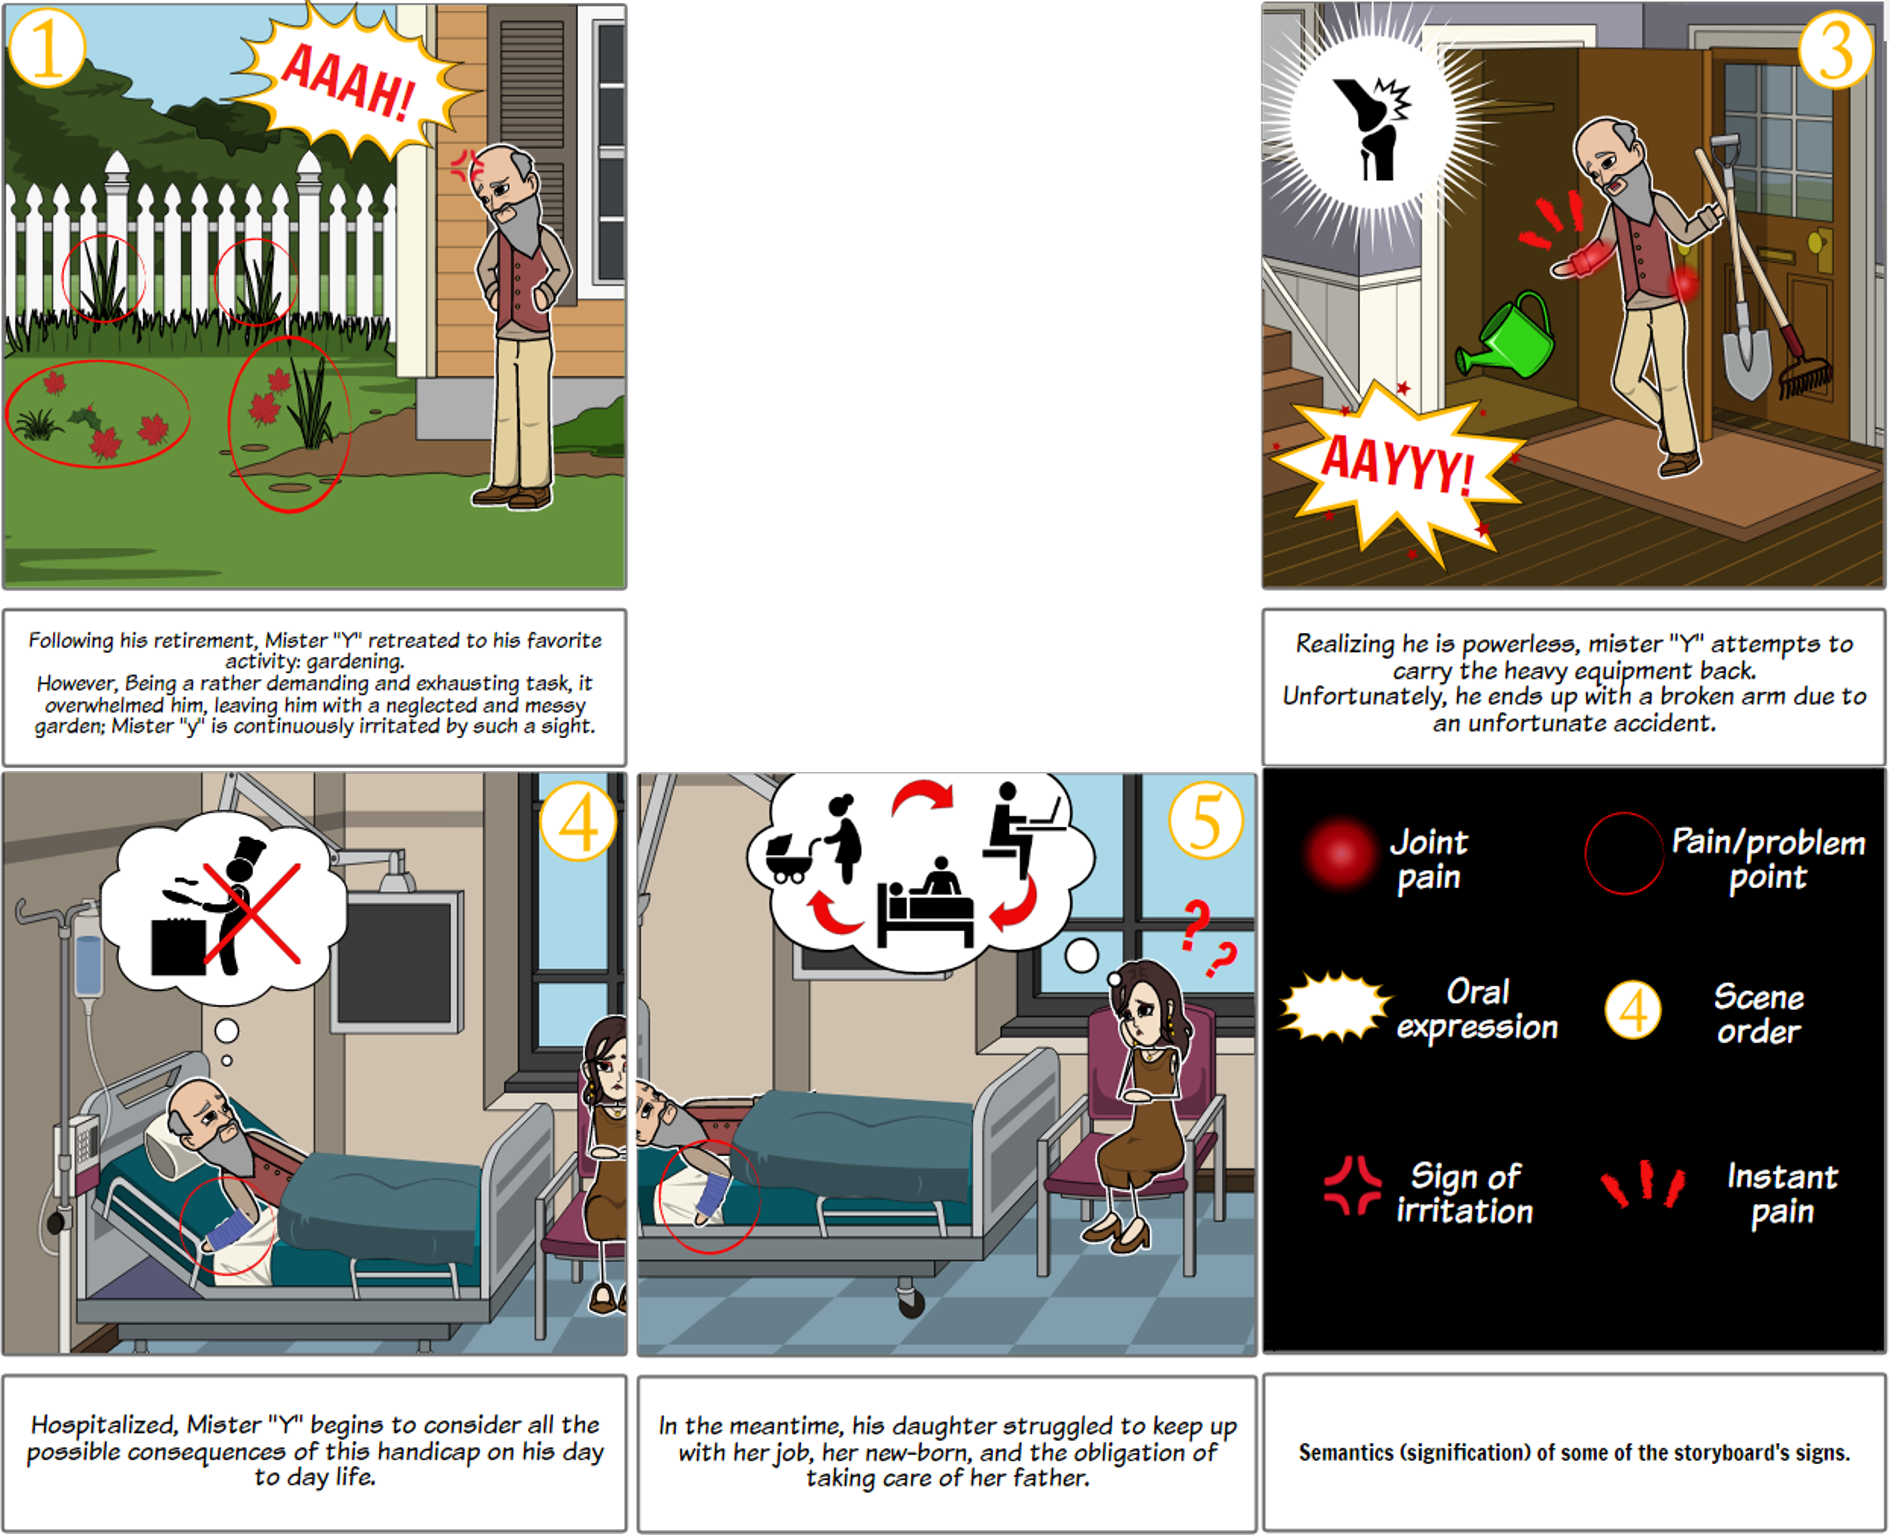 1
AAAH!
3
AAYYY!
Following his retirement, Mister "Y" retreated to his favorite
activity: gardening.
However, Being a rather demanding and exhausting task, it
overwhelmed him, leaving him with a neglected and messy
garden; Mister "y" is continuously irritated by such a sight.
Realizing he is powerless, mister "Y" attempts to
carry the heavy equipment back.
Unfortunately, he ends up with a broken arm due to
an unfortunate accident.
4
5
? ?
Joint
pain
Pain/problem
point
Oral
expression
4
Scene
order
Sign of
irritation
Instant
pain
Hospitalized, Mister "Y" begins to consider all the
possible consequences of this handicap on his day
to day life.
In the meantime, his daughter struggled to keep up
with her job, her new-born, and the obligation of
taking care of her father.
Semantics (signification) of some of the storyboard's signs.